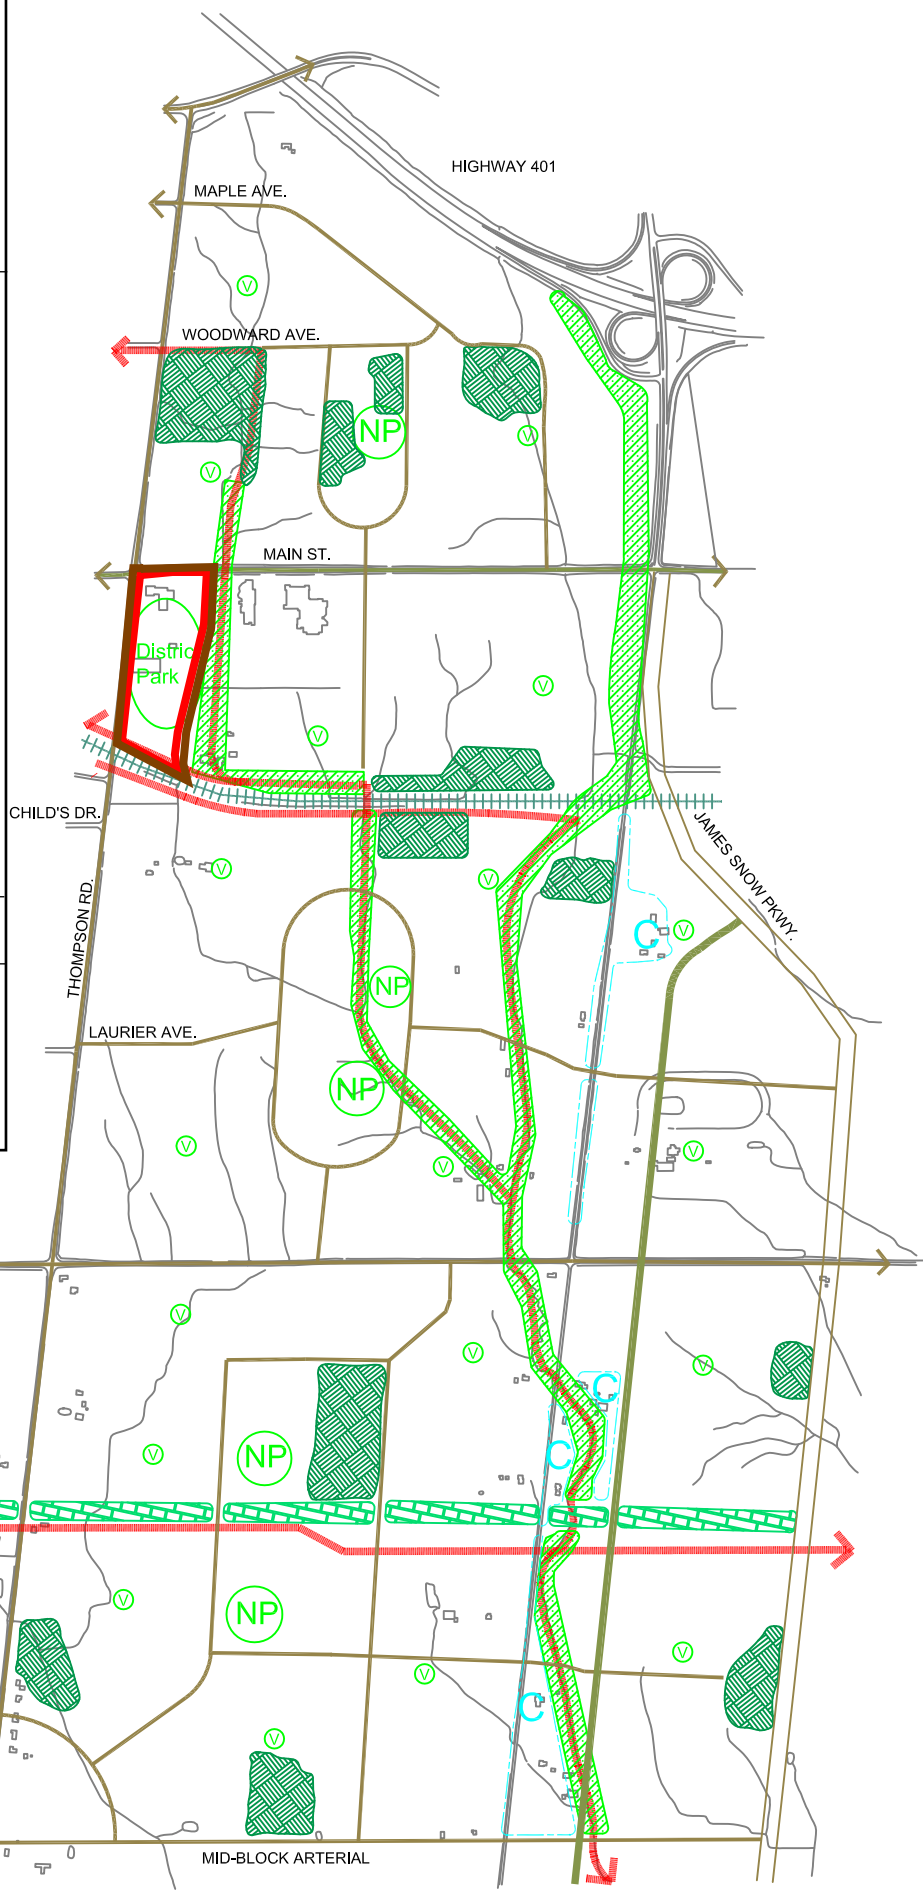 HIGHWAY 401
MAPLE AVE.
V
WOODWARD AVE.
NP
V
V
MAIN ST.
Distric
Park
V
V
CHILD'S DR.
JAMES SNOW PKWY.
V
V
THOMPSON RD.
C
V
NP
LAURIER AVE.
NP
V
V
V
V
V
V
C
NP
C
V
V
NP
V
V
C
V
MID-BLOCK ARTERIAL